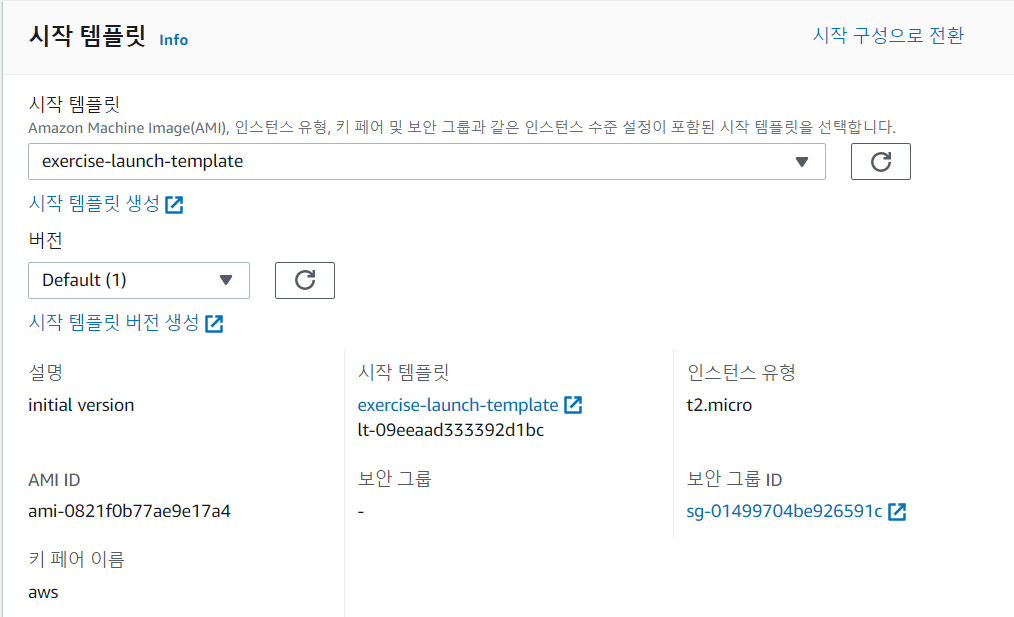 시작 템플릿 Info
시작 구성으로 전환
시작 템플릿
Amazon Machine Image(AMI), 인스턴스 유형, 키 페어 및 보안 그룹과 같은 인스턴스 수준 설정이 포함된 시작 템플릿을 선택합니다.
exercise-launch-template
시작 템플릿 생성
버전
Default (1)
시작 템플릿 버전 생성
설명
initial version
시작 템플릿
exercise-launch-template
lt-09eeaad333392d1bc
인스턴스 유형
t2.micro
AMI ID
ami-0821f0b77ae9e17a4
보안 그룹
-
보안 그룹 ID
sg-01499704be926591c
키 페어 이름
aws